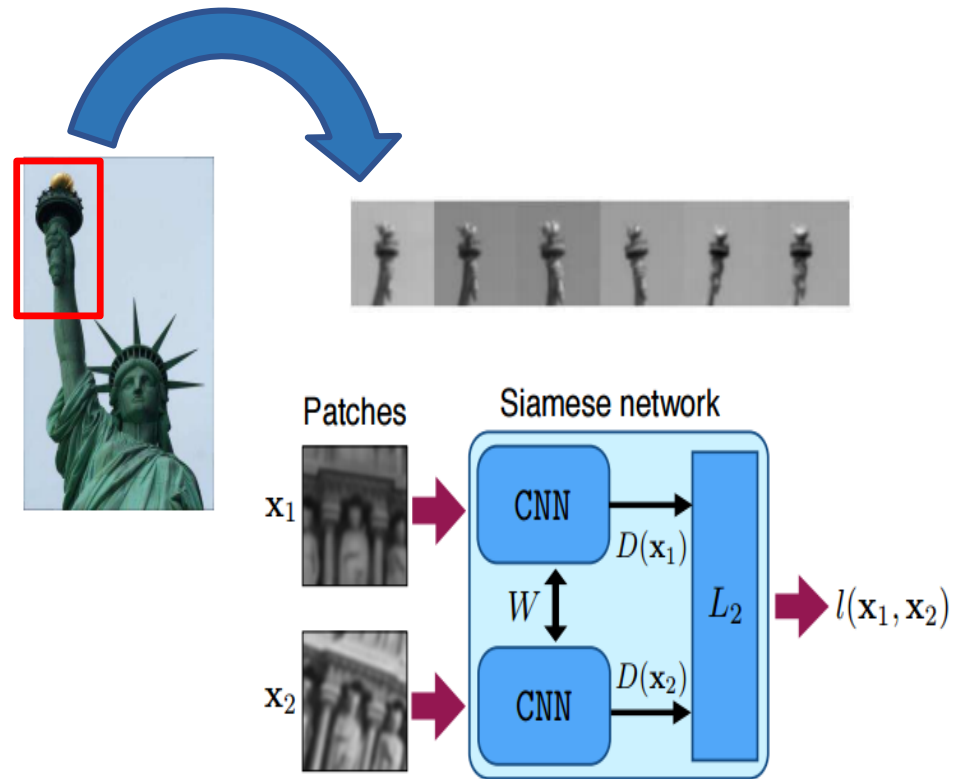 Patches
Siamese network
x₁
CNN
D(x₁)
W
L₂
l(x₁, x₂)
x₂
CNN
D(x₂)